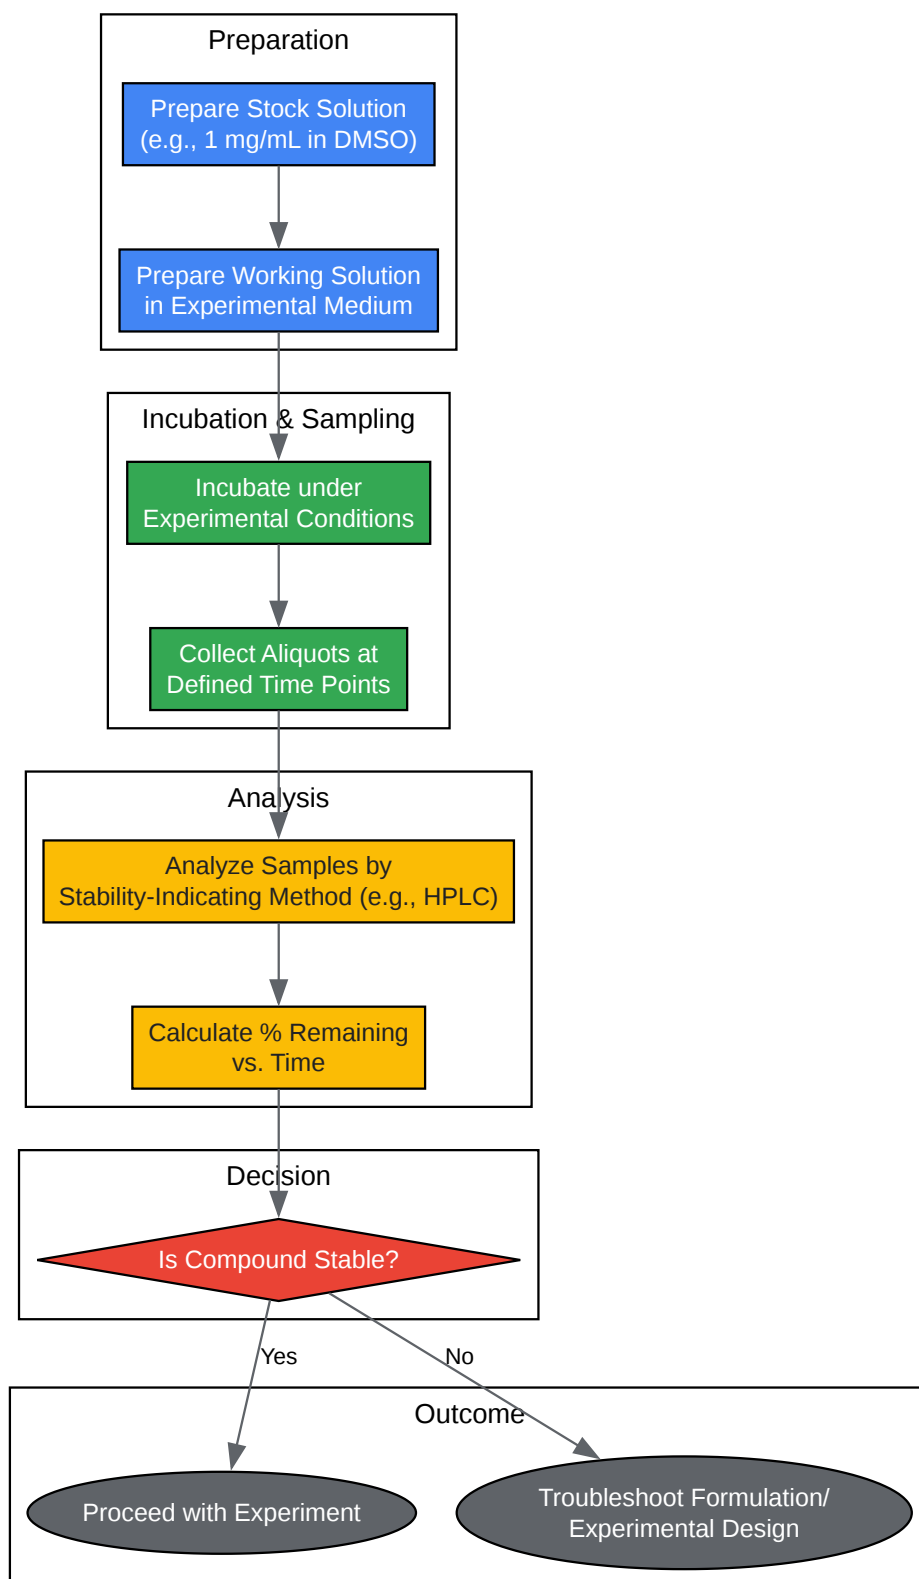 Preparation
Prepare Stock Solution
(e.g., 1 mg/mL in DMSO)
Prepare Working Solution
in Experimental Medium
Incubation & Sampling
Incubate under
Experimental Conditions
Collect Aliquots at
Defined Time Points
Analysis
Analyze Samples by
Stability-Indicating Method (e.g., HPLC)
Calculate % Remaining
vs. Time
Decision
Is Compound Stable?
Yes
No
Outcome
Proceed with Experiment
Troubleshoot Formulation/
Experimental Design